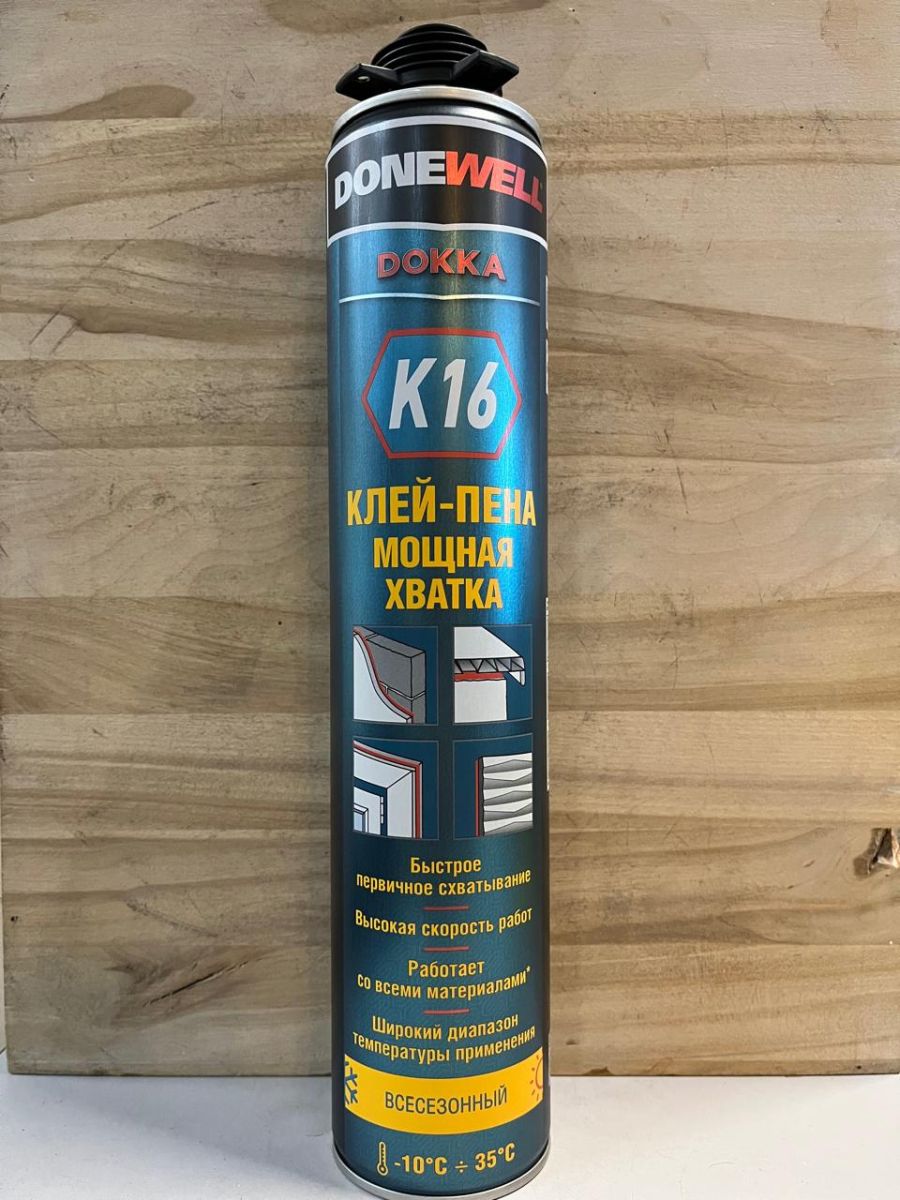 DONEWELL
DOKKA
K16
КЛЕЙ-ПЕНА
МОЩНАЯ
ХВАТКА
Быстрое
первичное схватывание
Высокая скорость работ
Работает
со всеми материалами*
Широкий диапазон
температуры применения
ВСЕСЕЗОННЫЙ
-10°C ÷ 35°C